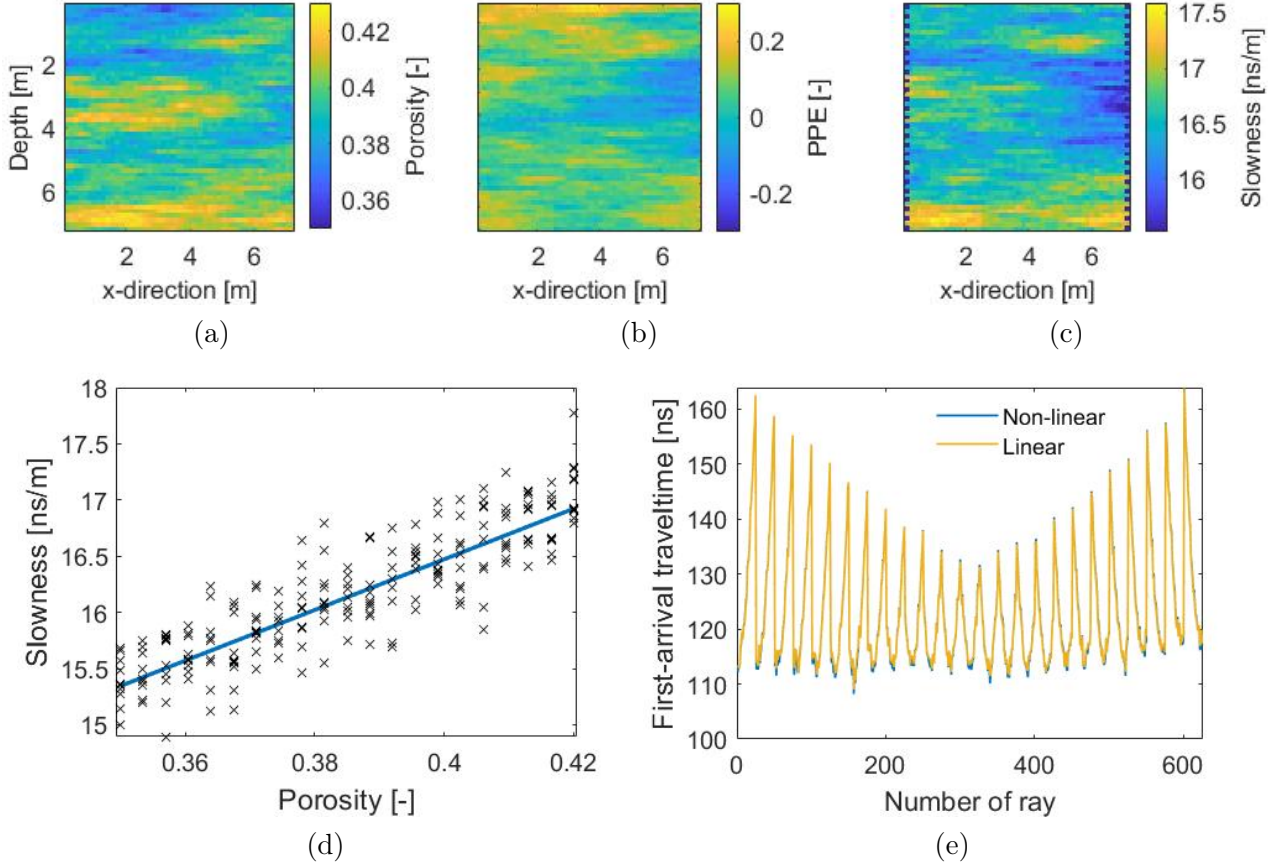 0.42
0.4
0.38
0.36
Porosity [-]
2
4
6
Depth [m]
2 4 6
x-direction [m]
(a)
0.2
0
-0.2
PPE [-]
2 4 6
x-direction [m]
(b)
17.5
17
16.5
16
Slowness [ns/m]
2 4 6
x-direction [m]
(c)
18
17.5
17
16.5
16
15.5
15
Slowness [ns/m]
0.36 0.38 0.4 0.42
Porosity [-]
(d)
160
150
140
130
120
110
100
First-arrival traveltime [ns]
Non-linear
Linear
0 200 400 600
Number of ray
(e)